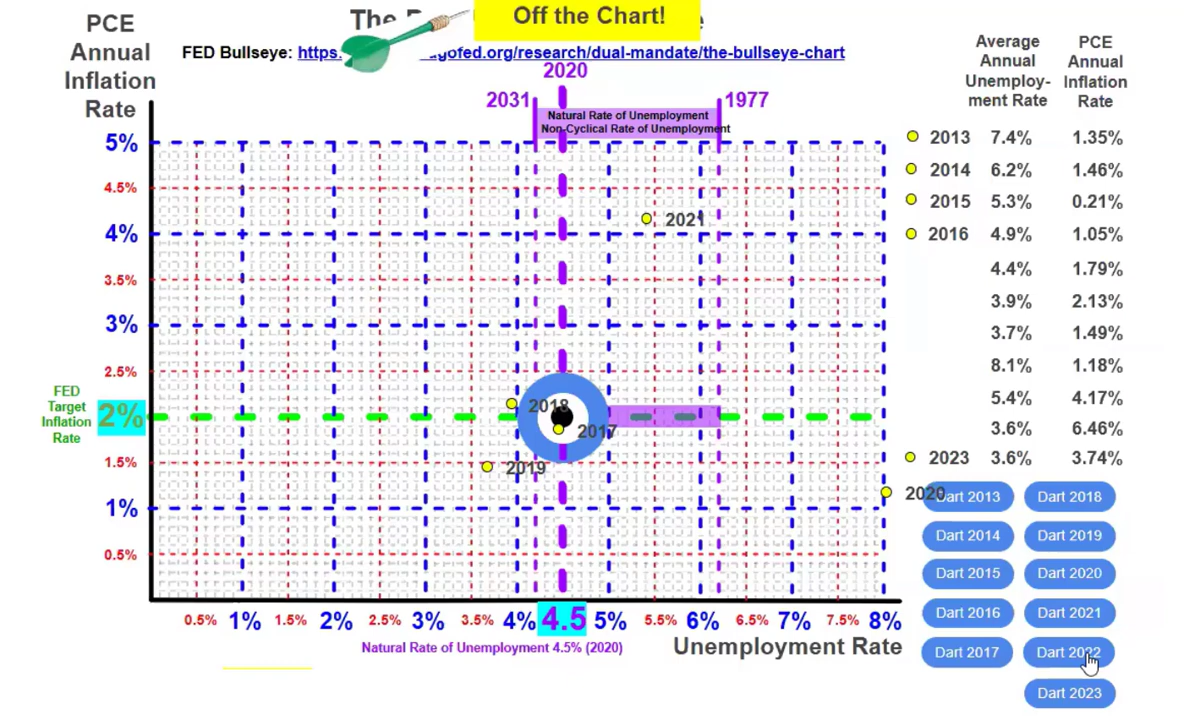 PCE
Annual
Inflation
Rate
The
Off the Chart!
FED Bullseye: https: gofed.org/research/dual-mandate/the-bullseye-chart
2020
2031
1977
Natural Rate of Unemployment
Non-Cyclical Rate of Unemployment
5%
4.5%
4%
3.5%
3%
2.5%
FED
Target
Inflation
Rate
2%
1.5%
1%
0.5%
2021
2018
2017
2019
2020
0.5% 1% 1.5% 2% 2.5% 3% 3.5% 4% 4.5 5% 5.5% 6% 6.5% 7% 7.5% 8%
Natural Rate of Unemployment 4.5% (2020)
Unemployment Rate
Average
Annual
Unemploy-
ment Rate
PCE
Annual
Inflation
Rate
2013 7.4% 1.35%
2014 6.2% 1.46%
2015 5.3% 0.21%
2016 4.9% 1.05%
4.4% 1.79%
3.9% 2.13%
3.7% 1.49%
8.1% 1.18%
5.4% 4.17%
3.6% 6.46%
2023 3.6% 3.74%
Dart 2013 Dart 2018
Dart 2014 Dart 2019
Dart 2015 Dart 2020
Dart 2016 Dart 2021
Dart 2017 Dart 2022
Dart 2023